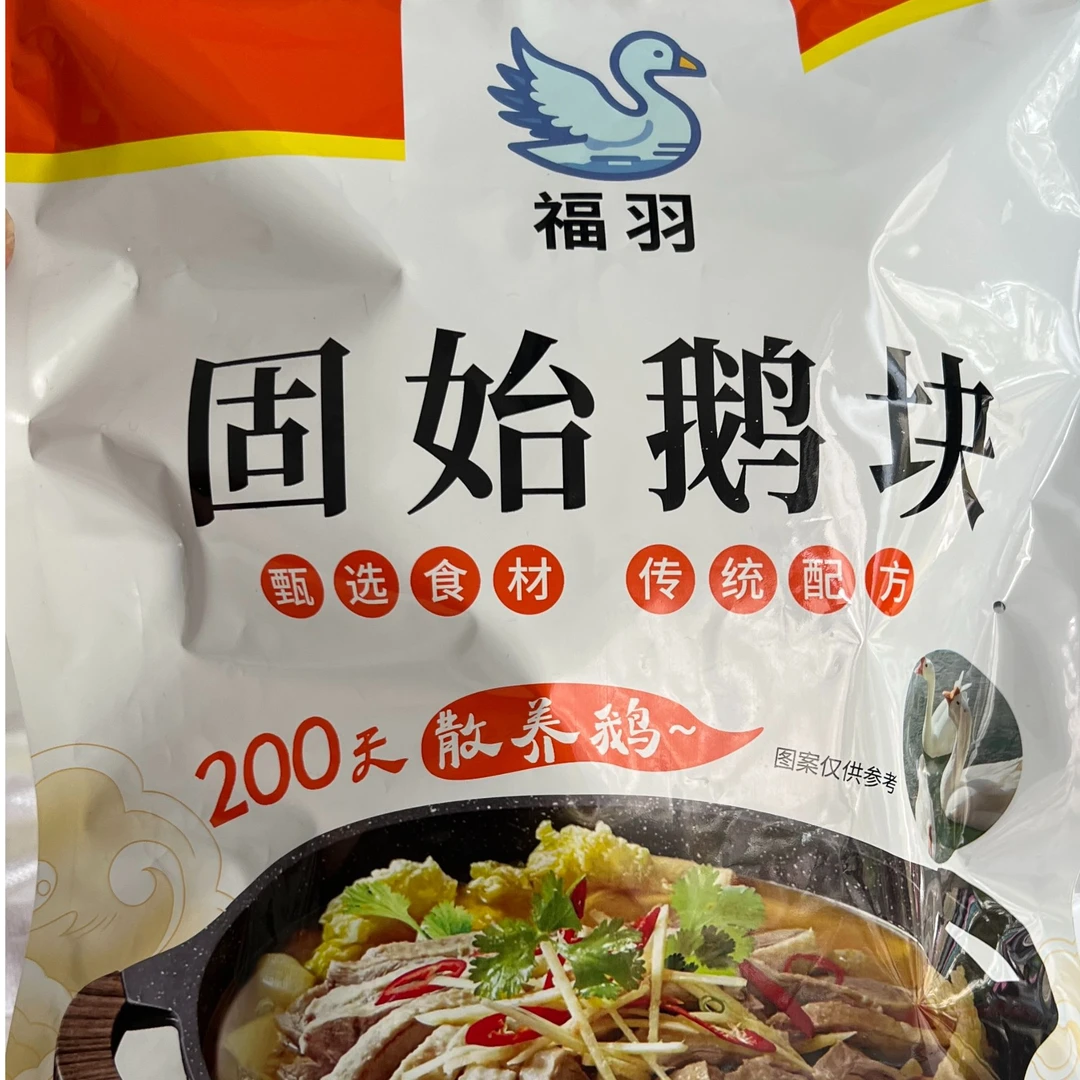 福羽
固始鹅块
甄选食材 传统配方
200天散养鹅~
图案仅供参考